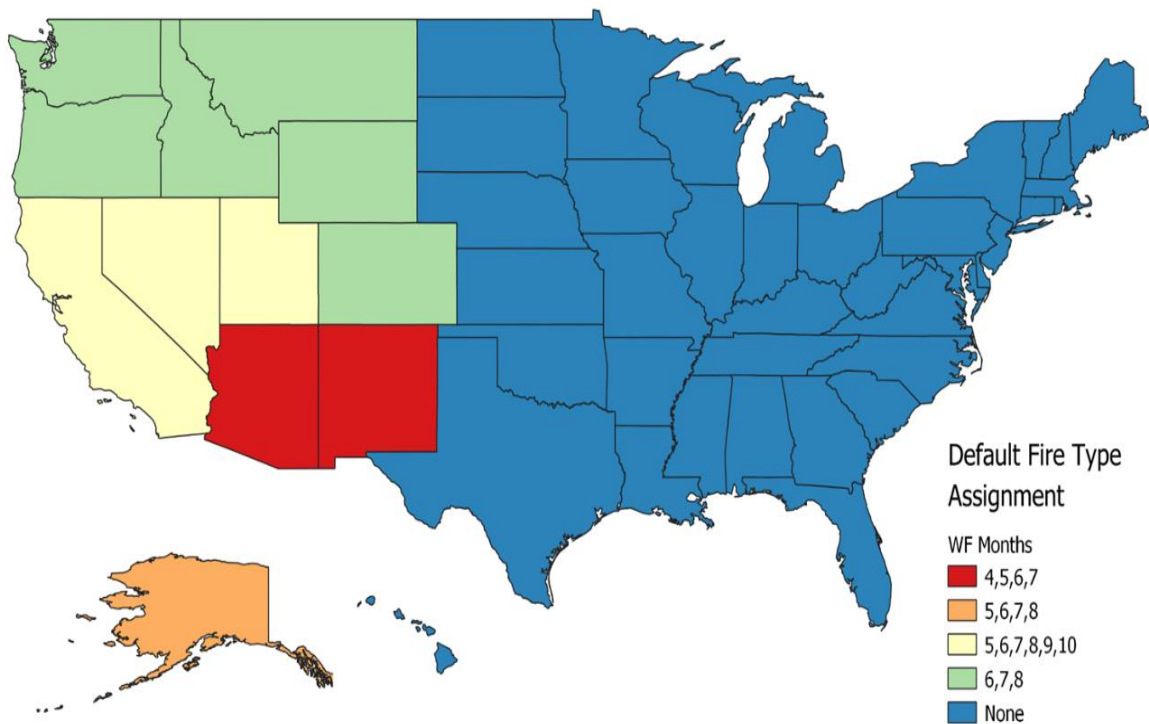 Default Fire Type
Assignment
WF Months
4,5,6,7
5,6,7,8
5,6,7,8,9,10
6,7,8
None